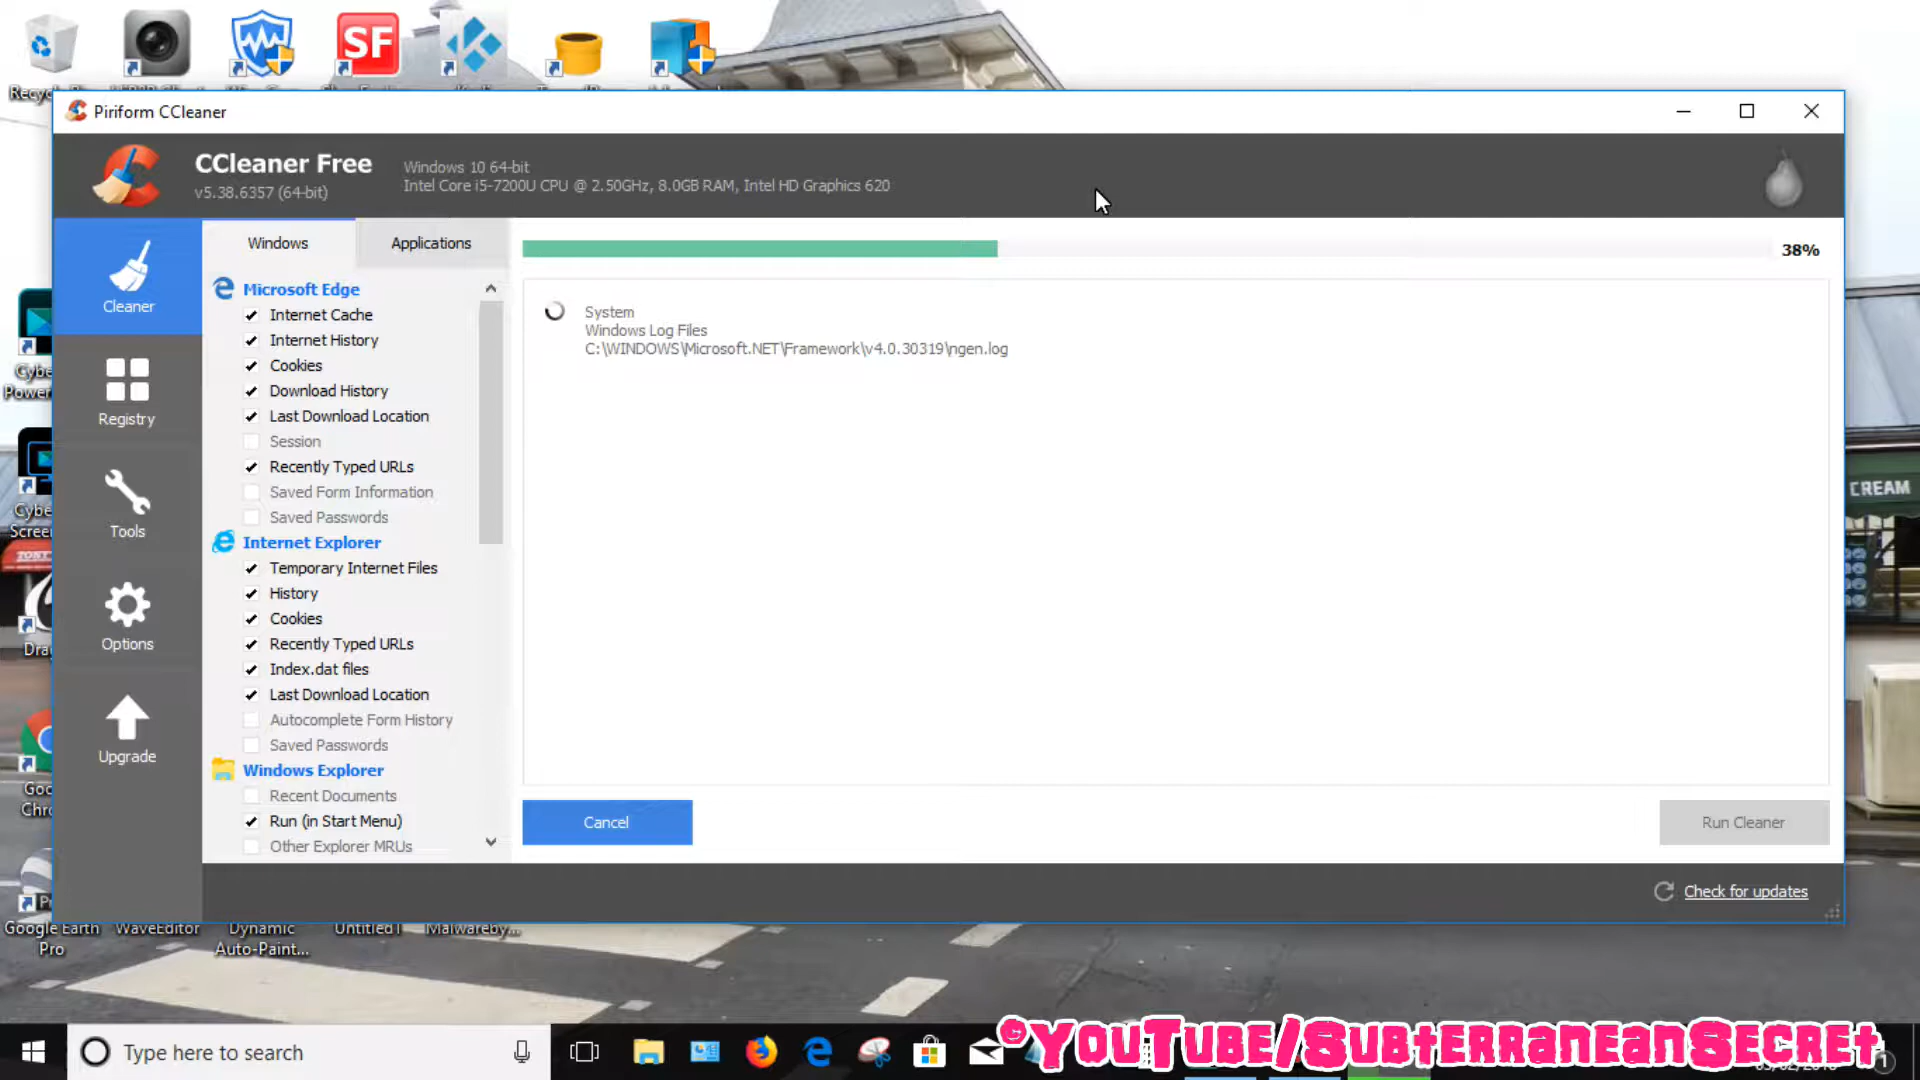 SF
Piriform CCleaner
CCleaner Free
v5.38.6357 (64-bit)
Windows 10 64-bit
Intel Core i5-7200U CPU @ 2.50GHz, 8.0GB RAM, Intel HD Graphics 620
Cleaner
Registry
Tools
Options
Upgrade
Windows
Applications
Microsoft Edge
Internet Cache
Internet History
Cookies
Download History
Last Download Location
Session
Recently Typed URLs
Saved Form Information
Saved Passwords
Internet Explorer
Temporary Internet Files
History
Cookies
Recently Typed URLs
Index.dat files
Last Download Location
Autocomplete Form History
Saved Passwords
Windows Explorer
Recent Documents
Run (in Start Menu)
Other Explorer MRUs
38%
System
Windows Log Files
C:\WINDOWS\Microsoft.NET\Framework\v4.0.30319\ngen.log
Cancel
Run Cleaner
Check for updates
CREAM
Google Earth
Pro
WaveEditor
Dynamic
Auto-Paint...
Untitled1
Malwareby...
Type here to search
©YouTube/SubterraneanSecret